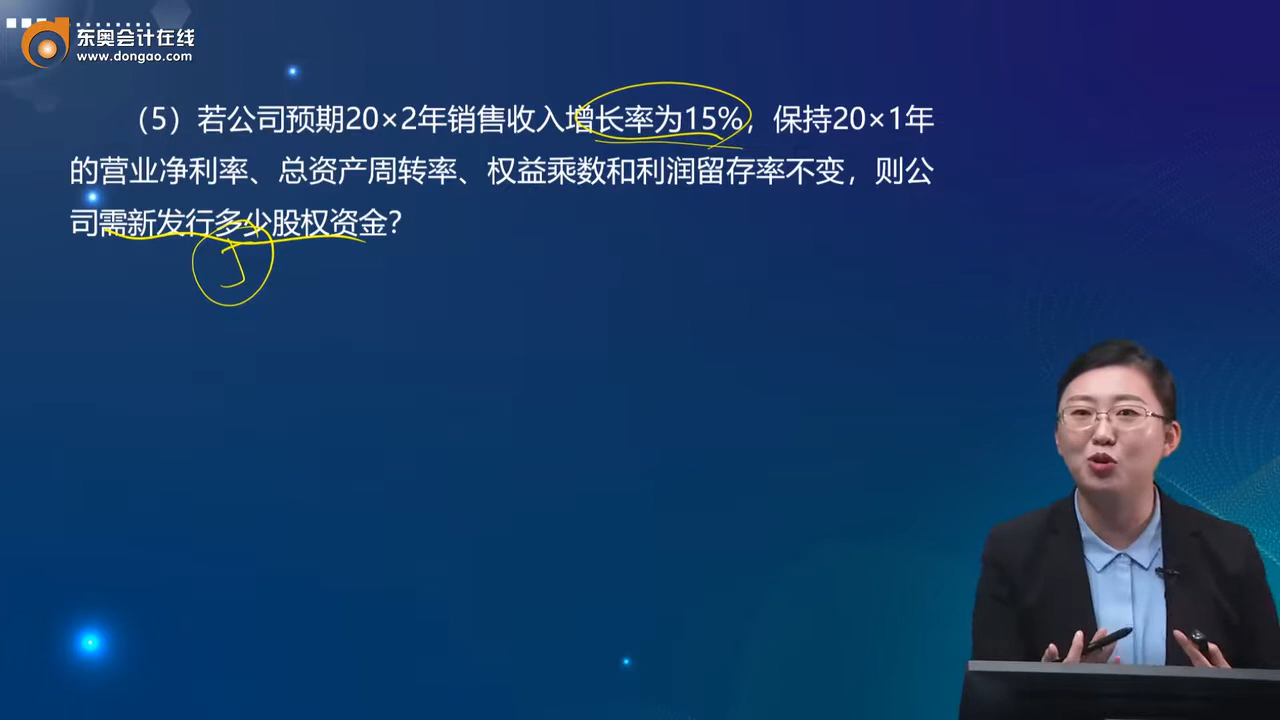 东奥会计在线
www.dongao.com
（5）若公司预期20×2年销售收入增长率为15%，保持20×1年
的营业净利率、总资产周转率、权益乘数和利润留存率不变，则公
司需新发行多少股权资金？